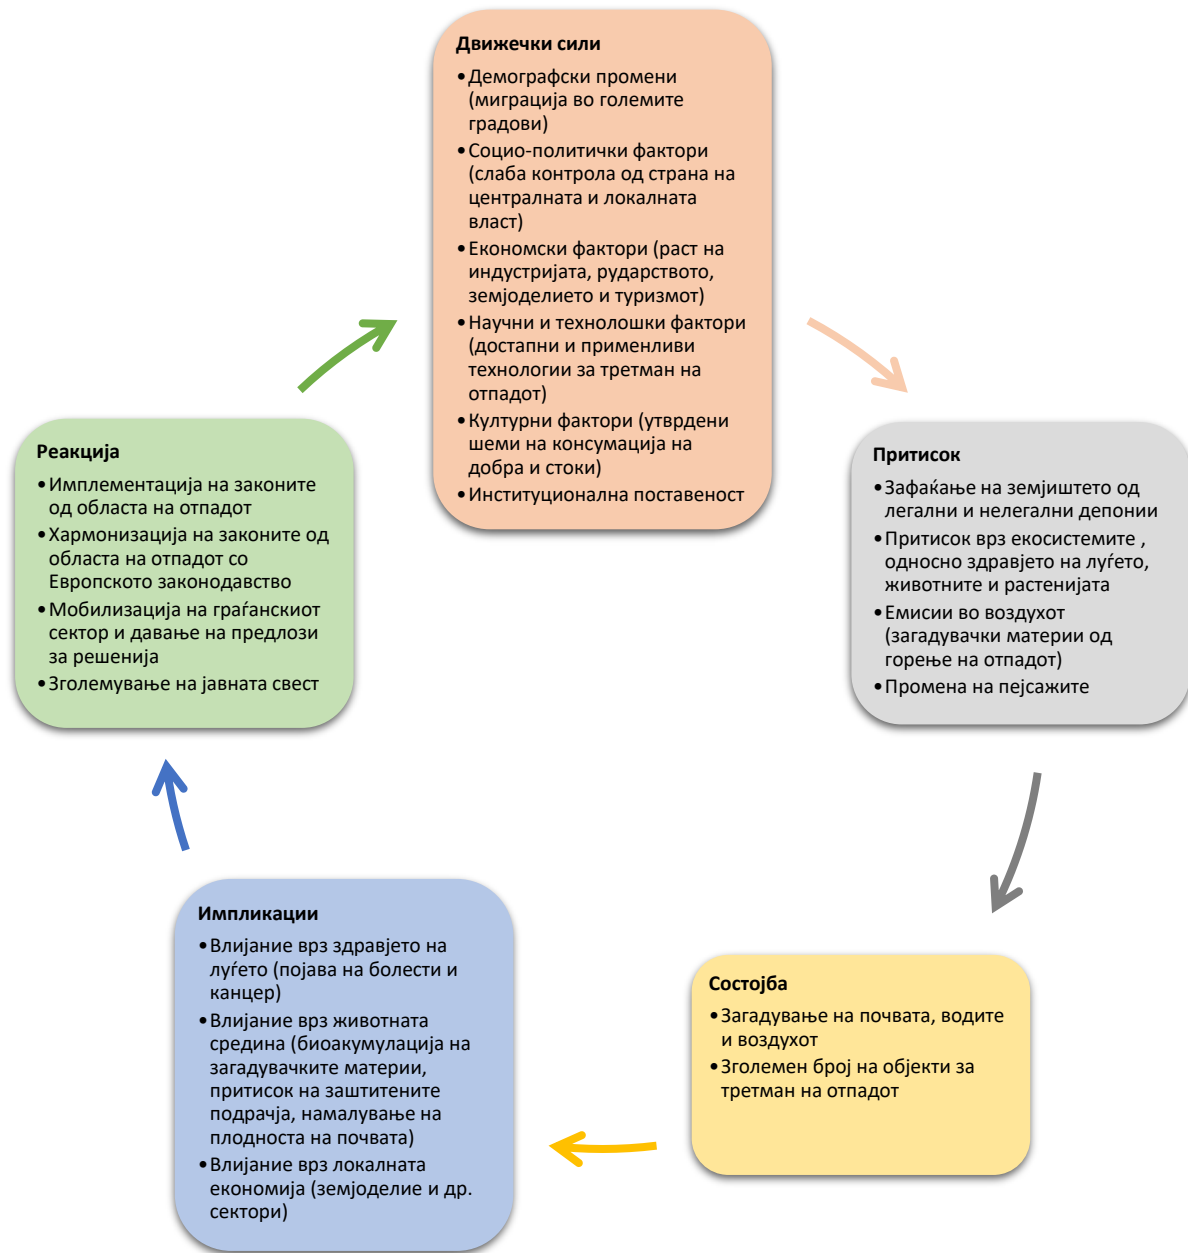 Движечки сили
•Демографски промени
(миграција во големите
градови)
•Социо-политички фактори
(слаба контрола од страна на
централната и локалната
власт)
•Економски фактори (раст на
индустријата, рударството,
земјоделието и туризмот)
•Научни и технолошки фактори
(достапни и применливи
технологии за третман на
отпадот)
•Културни фактори (утврдени
шеми на консумација на
добра и стоки)
•Институционална поставеност
Притисок
•Зафаќање на земјиштето од
легални и нелегални депонии
•Притисок врз екосистемите ,
односно здравјето на луѓето,
животните и растенијата
•Емисии во воздухот
(загадувачки материи од
горење на отпадот)
•Промена на пејсажите
Состојба
•Загадување на почвата, водите
и воздухот
•Зголемен број на објекти за
третман на отпадот
Импликации
•Влијание врз здравјето на
луѓето (појава на болести и
канцер)
•Влијание врз животната
средина (биоакумулација на
загадувачките материи,
притисок на заштитените
подрачја, намалување на
плодноста на почвата)
•Влијание врз локалната
економија (земјоделие и др.
сектори)
Реакција
•Имплементација на законите
од областа на отпадот
•Хармонизација на законите од
областа на отпадот со
Европското законодавство
•Мобилизација на граѓанскиот
сектор и давање на предлози
за решенија
•Зголемување на јавната свест